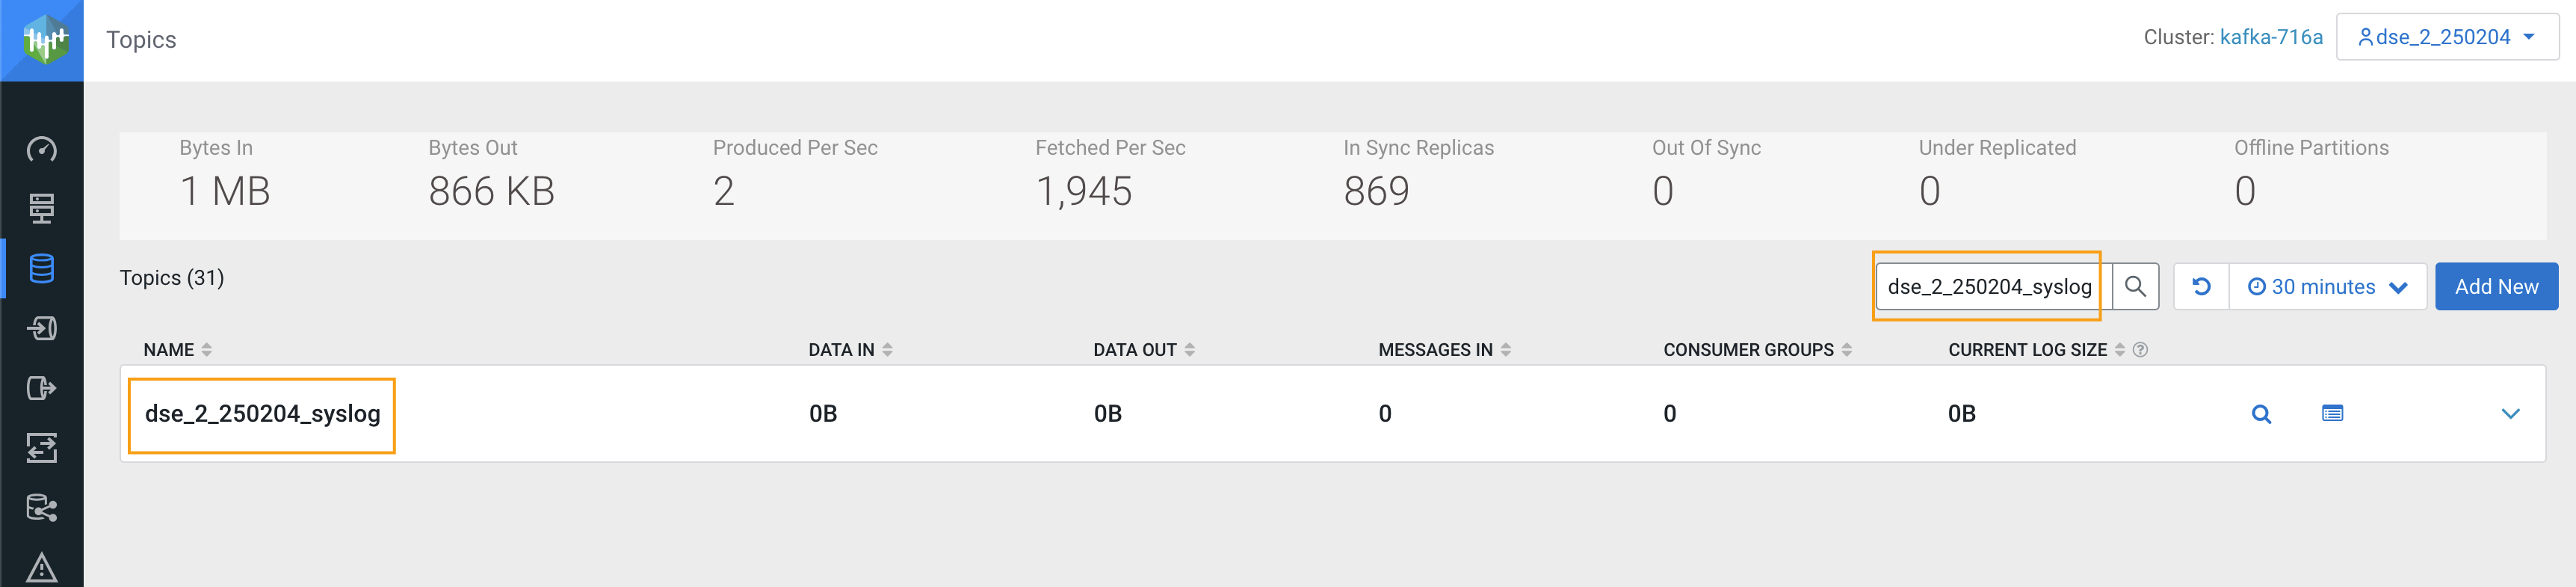 Topics
Cluster: kafka-716a
dse_2_250204
Bytes In Bytes Out Produced Per Sec Fetched Per Sec In Sync Replicas Out Of Sync Under Replicated Offline Partitions
1 MB 866 KB 2 1,945 869 0 0 0
Topics (31)
dse_2_250204_syslog
30 minutes
Add New
NAME DATA IN DATA OUT MESSAGES IN CONSUMER GROUPS CURRENT LOG SIZE ?
dse_2_250204_syslog 0B 0B 0 0 0B